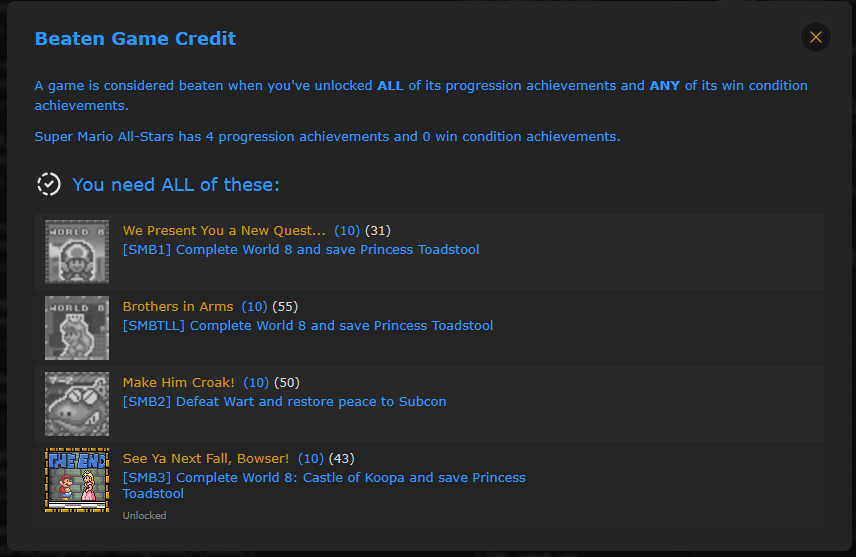 Beaten Game Credit
A game is considered beaten when you've unlocked ALL of its progression achievements and ANY of its win condition
achievements.
Super Mario All-Stars has 4 progression achievements and 0 win condition achievements.
You need ALL of these:
WORLD 8
We Present You a New Quest... (10) (31)
[SMB1] Complete World 8 and save Princess Toadstool
WORLD 8
Brothers in Arms (10) (55)
[SMBTLL] Complete World 8 and save Princess Toadstool
7-2
Make Him Croak! (10) (50)
[SMB2] Defeat Wart and restore peace to Subcon
THE END
See Ya Next Fall, Bowser! (10) (43)
[SMB3] Complete World 8: Castle of Koopa and save Princess
Toadstool
Unlocked